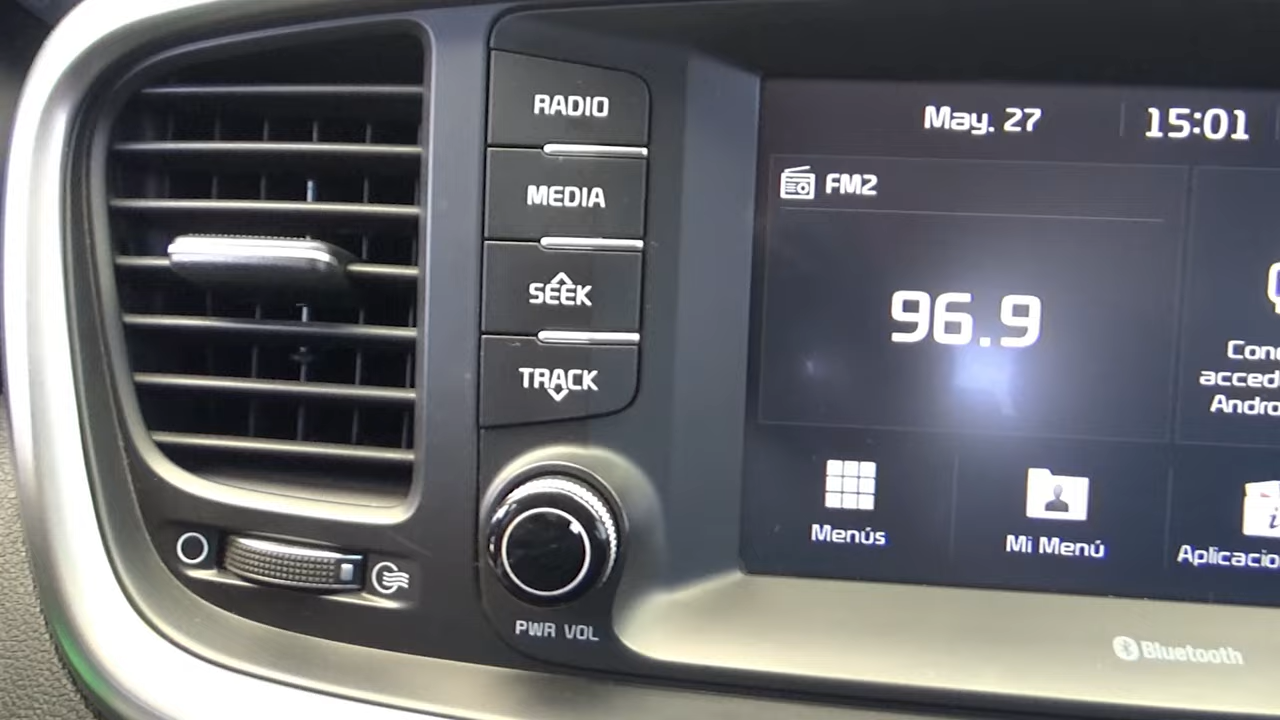 RADIO
MEDIA
SEEK
TRACK
PWR VOL
May. 27
15:01
FM2
96.9
Menús
Mi Menú
Bluetooth